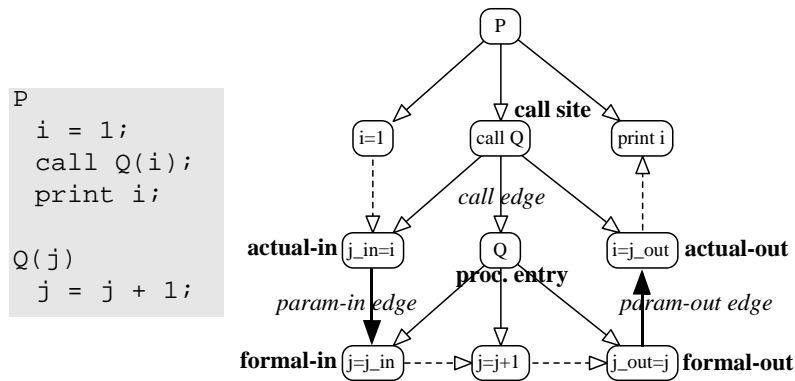 P
i = 1;
call Q(i);
print i;
Q(j)
j = j + 1;
P
call site
i=1
call Q
print i
call edge
actual-in
j_in=i
Q
i=j_out
actual-out
proc. entry
param-in edge
param-out edge
formal-in
j=j_in
j=j+1
j_out=j
formal-out